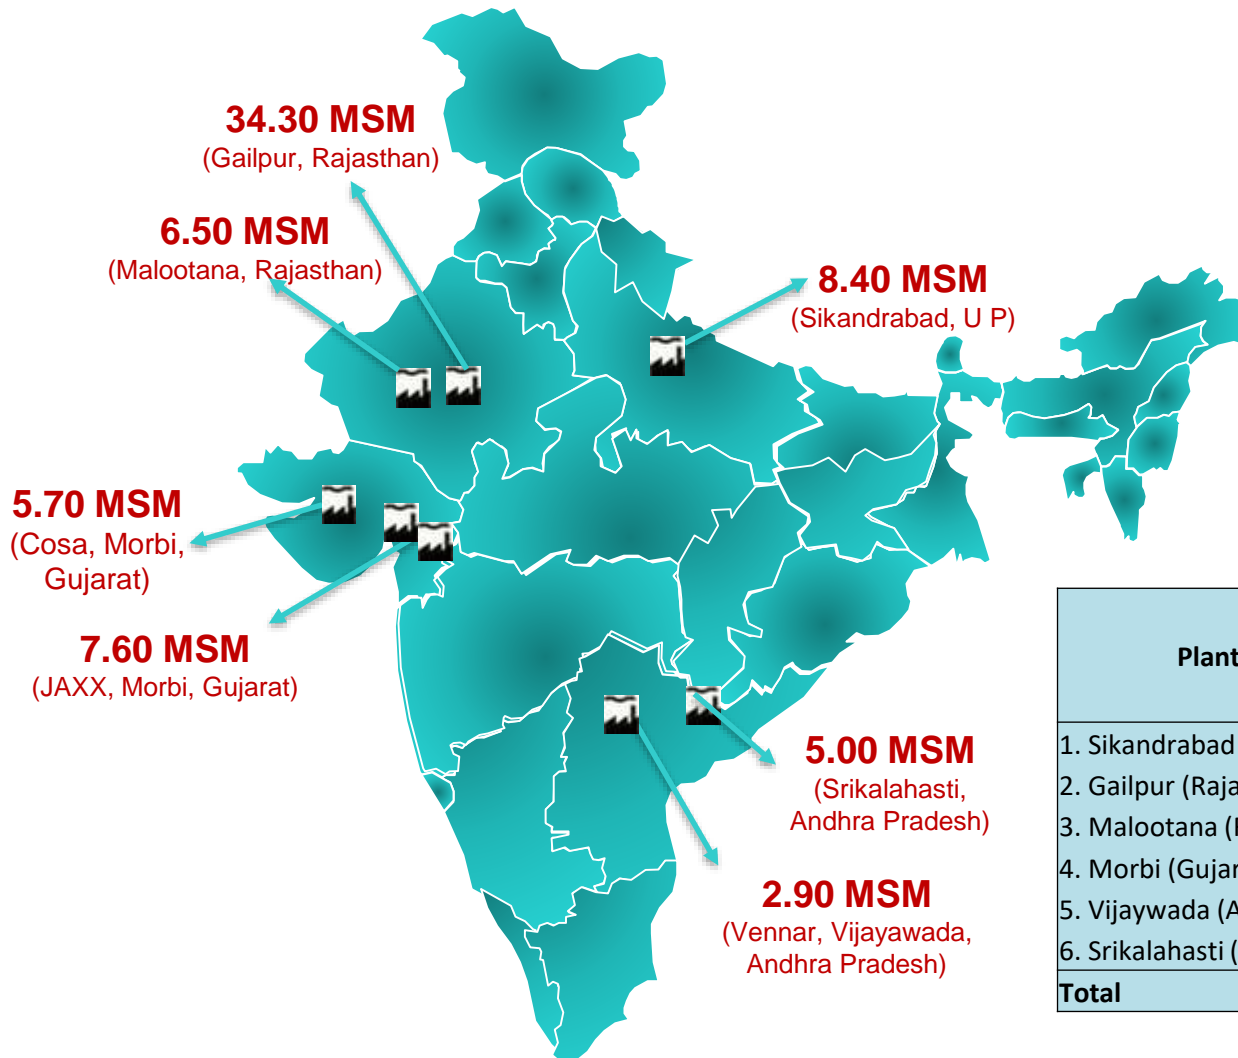 34.30 MSM
(Gailpur, Rajasthan)
6.50 MSM
(Malootana, Rajasthan)
8.40 MSM
(Sikandrabad, U P)
5.70 MSM
(Cosa, Morbi,
Gujarat)
7.60 MSM
(JAXX, Morbi, Gujarat)
5.00 MSM
(Srikalahasti,
Andhra Pradesh)
2.90 MSM
(Vennar, Vijayawada,
Andhra Pradesh)
Plant
1. Sikandrabad
2. Gailpur (Raja
3. Malootana (
4. Morbi (Gujar
5. Vijaywada (A
6. Srikalahasti (
Total